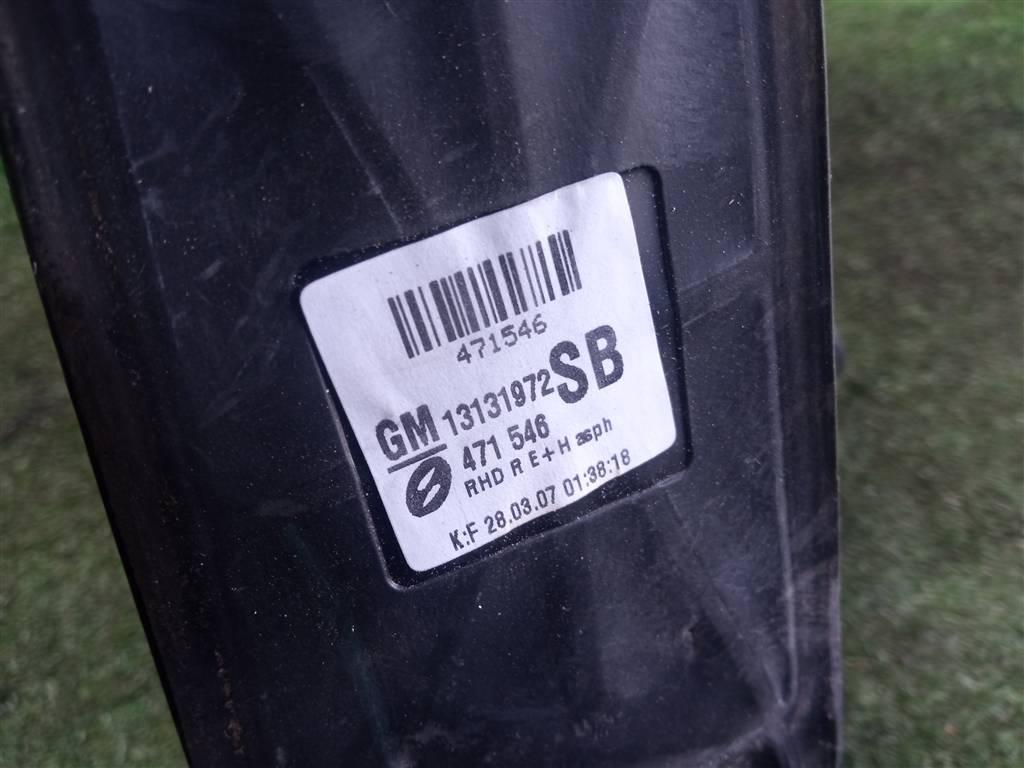 471546
GM 13131972 SB
471 546
RHD R E+H asph
K:F 28.03.07 01:38:18